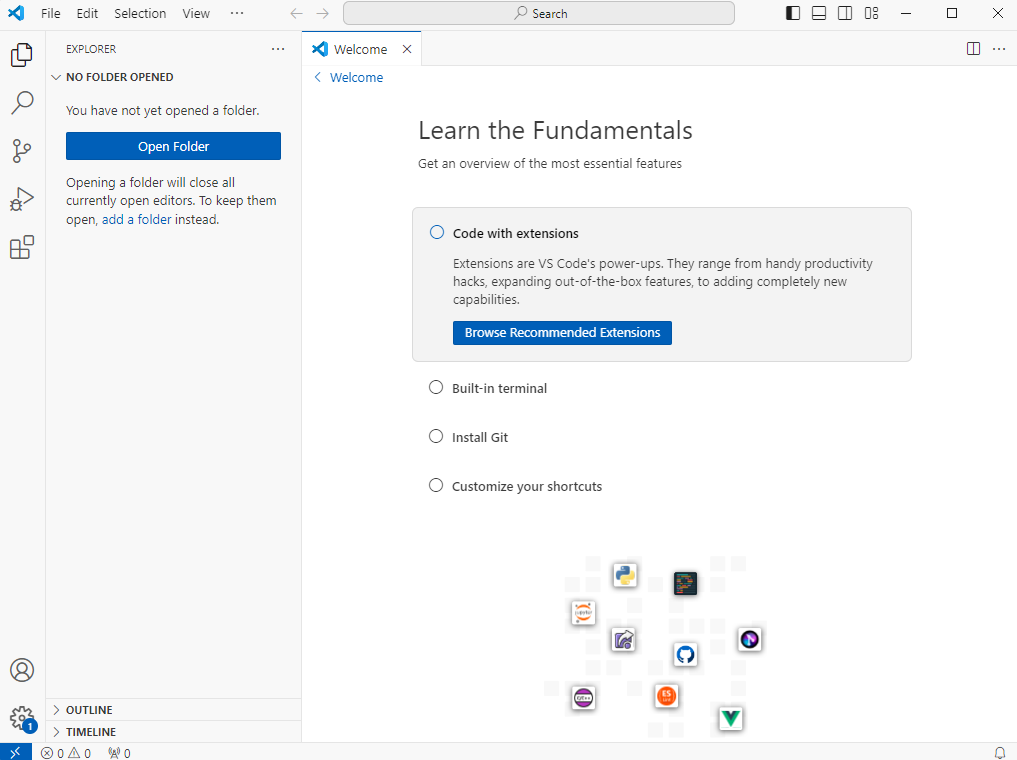 File Edit Selection View ···
Search
EXPLORER
Welcome
NO FOLDER OPENED
Welcome
You have not yet opened a folder.
Open Folder
Opening a folder will close all
currently open editors. To keep them
open, add a folder instead.
Learn the Fundamentals
Get an overview of the most essential features
Code with extensions
Extensions are VS Code's power-ups. They range from handy productivity
hacks, expanding out-of-the-box features, to adding completely new
capabilities.
Browse Recommended Extensions
Built-in terminal
Install Git
Customize your shortcuts
ES
OUTLINE
TIMELINE
1
0 0 0